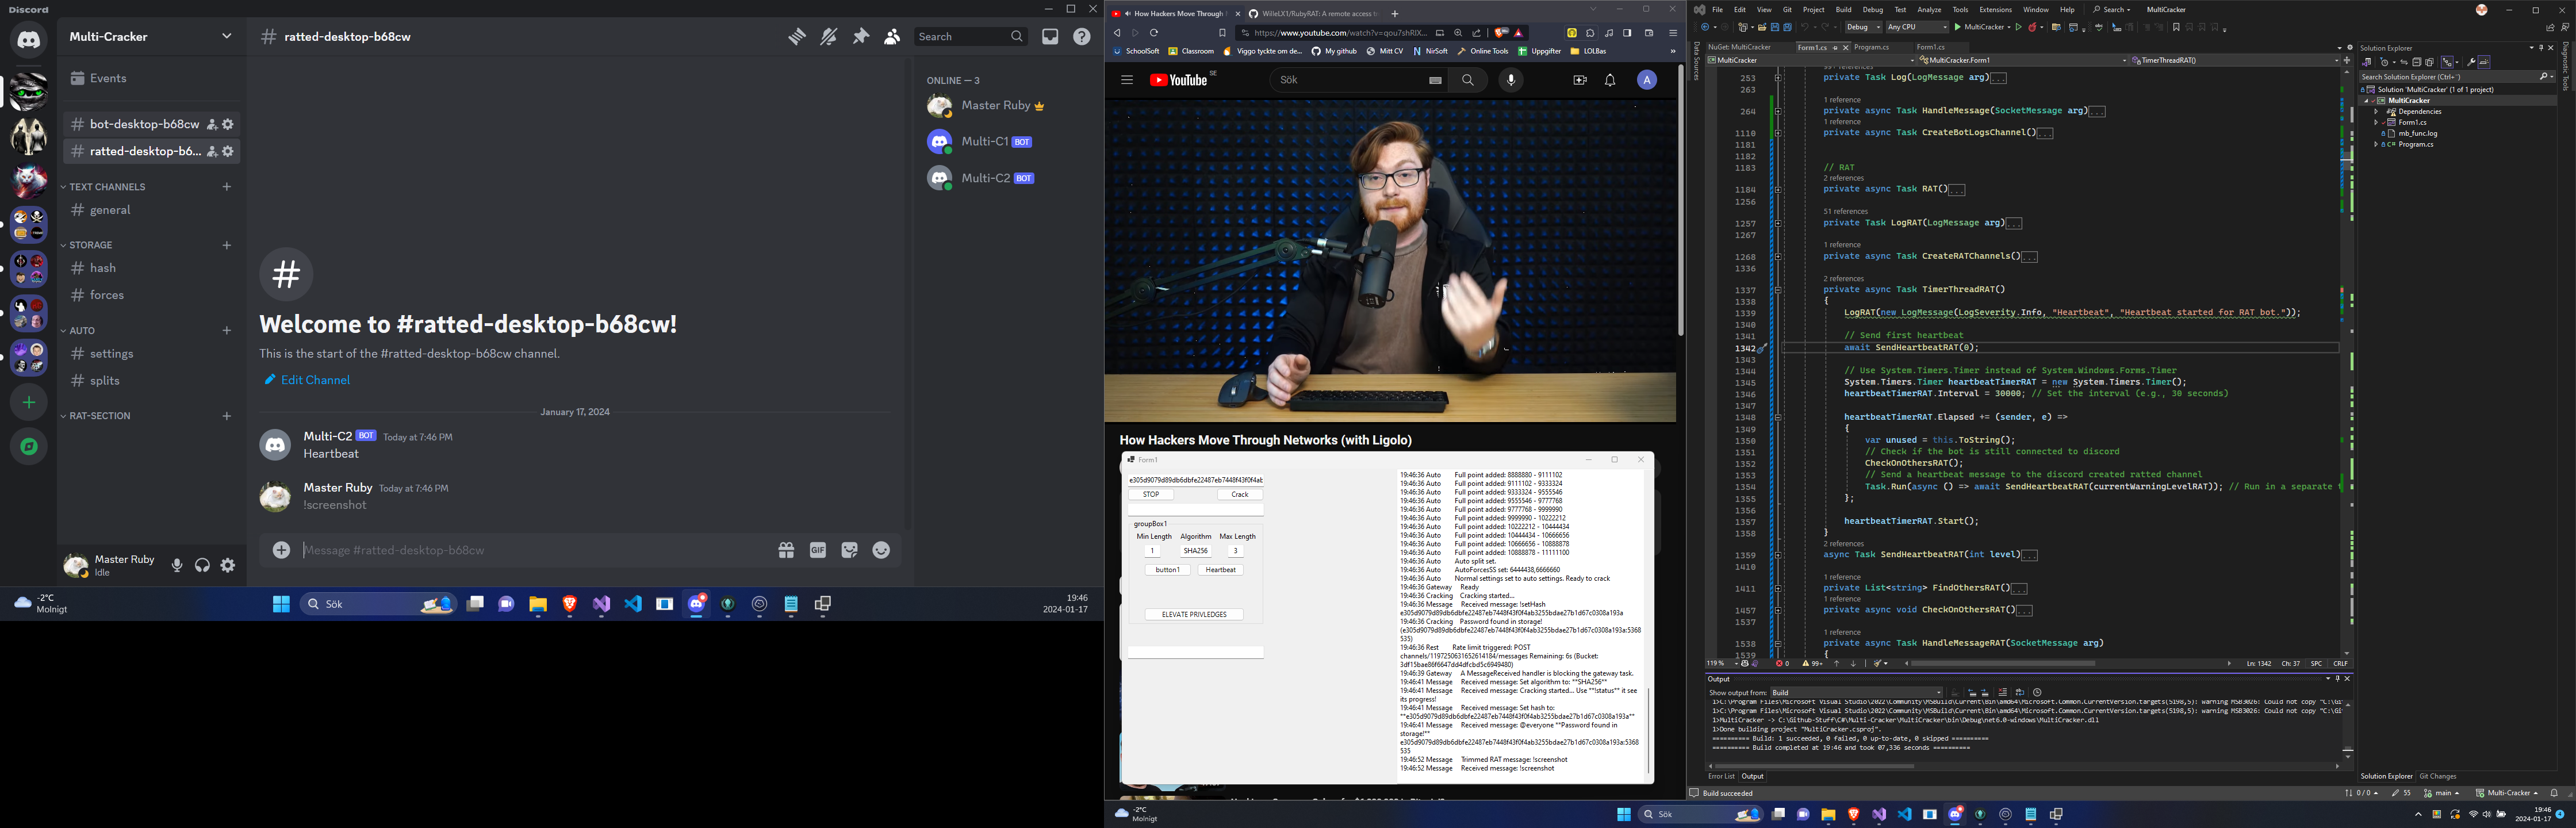 Discord
Multi-Cracker
Events
bot-desktop-b68cw
ratted-desktop-b6...
TEXT CHANNELS
general
STORAGE
hash
forces
AUTO
settings
splits
RAT-SECTION
Master Ruby
Idle
ratted-desktop-b68cw
Search
Welcome to #ratted-desktop-b68cw!
This is the start of the #ratted-desktop-b68cw channel.
Edit Channel
January 17, 2024
Multi-C2 BOT Today at 7:46 PM
Heartbeat
Master Ruby Today at 7:46 PM
!screenshot
Message #ratted-desktop-b68cw
GIF
ONLINE — 3
Master Ruby
Multi-C1 BOT
Multi-C2 BOT
-2°C
Molnigt
Sök
19:46
2024-01-17
How Hackers Move Through
WilleLX1/RubyRAT: A remote access t
https://www.youtube.com/watch?v=qou7shRlX...
SchoolSoft
Classroom
Viggo tyckte om de...
My github
Mitt CV
NirSoft
Online Tools
Uppgifter
LOLBas
YouTube SE
Sök
A
How Hackers Move Through Networks (with Ligolo)
Form1
e305d9079d89db6dbfe22487eb7448f43f0f4ab
STOP
Crack
groupBox1
Min Length Algorithm Max Length
1 SHA256 3
button1 Heartbeat
ELEVATE PRIVLEDGES
19:46:36 Auto Full point added: 8888880 - 9111102
19:46:36 Auto Full point added: 9111102 - 9333324
19:46:36 Auto Full point added: 9333324 - 9555546
19:46:36 Auto Full point added: 9555546 - 9777768
19:46:36 Auto Full point added: 9777768 - 9999990
19:46:36 Auto Full point added: 9999990 - 10222212
19:46:36 Auto Full point added: 10222212 - 10444434
19:46:36 Auto Full point added: 10444434 - 10666656
19:46:36 Auto Full point added: 10666656 - 10888878
19:46:36 Auto Full point added: 10888878 - 11111100
19:46:36 Auto Auto split set.
19:46:36 Auto AutoForcesSS set: 6444438,6666660
19:46:36 Auto Normal settings set to auto settings. Ready to crack
19:46:36 Gateway Ready
19:46:36 Cracking Cracking started...
19:46:36 Message Received message: !setHash
e305d9079d89db6dbfe22487eb7448f43f0f4ab3255bdae27b1d67c0308a193a
19:46:36 Cracking Password found in storage!
(e305d9079d89db6dbfe22487eb7448f43f0f4ab3255bdae27b1d67c0308a193a:5368
535)
19:46:36 Rest Rate limit triggered: POST
channels/1197250631652614184/messages Remaining: 6s (Bucket:
3df15bae86f6647dd4dfcbd5c6949480)
19:46:39 Gateway A MessageReceived handler is blocking the gateway task.
19:46:41 Message Received message: Set algorithm to: **SHA256**
19:46:41 Message Received message: Cracking started... Use **!status** it see
its progress!
19:46:41 Message Received message: Set hash to:
**e305d9079d89db6dbfe22487eb7448f43f0f4ab3255bdae27b1d67c0308a193a**
19:46:41 Message Received message: @everyone **Password found in
storage!**
e305d9079d89db6dbfe22487eb7448f43f0f4ab3255bdae27b1d67c0308a193a:5368
535
19:46:52 Message Trimmed RAT message: !screenshot
19:46:52 Message Received message: !screenshot
-2°C
Molnigt
File Edit View Git Project Build Debug Test Analyze Tools Extensions Window Help Search MultiCracker
Debug Any CPU MultiCracker
NuGet: MultiCracker Form1.cs Program.cs Form1.cs
MultiCracker MultiCracker.Form1 TimerThreadRAT()
Data Sources
253 private Task Log(LogMessage arg)...
263
1 reference
264 private async Task HandleMessage(SocketMessage arg)...
1 reference
1110 private async Task CreateBotLogsChannel()...
1181
1182
1183 // RAT
2 references
1184 private async Task RAT()...
1256
51 references
1257 private Task LogRAT(LogMessage arg)...
1267
1 reference
1268 private async Task CreateRATChannels()...
1336
2 references
1337 private async Task TimerThreadRAT()
1338 {
1339 LogRAT(new LogMessage(LogSeverity.Info, "Heartbeat", "Heartbeat started for RAT bot."));
1340
1341 // Send first heartbeat
1342 await SendHeartbeatRAT(0);
1343
1344 // Use System.Timers.Timer instead of System.Windows.Forms.Timer
1345 System.Timers.Timer heartbeatTimerRAT = new System.Timers.Timer();
1346 heartbeatTimerRAT.Interval = 30000; // Set the interval (e.g., 30 seconds)
1347
1348 heartbeatTimerRAT.Elapsed += (sender, e) =>
1349 {
1350 var unused = this.ToString();
1351 // Check if the bot is still connected to discord
1352 CheckOnOthersRAT();
1353 // Send a heartbeat message to the discord created ratted channel
1354 Task.Run(async () => await SendHeartbeatRAT(currentWarningLevelRAT)); // Run in a separate
1355 };
1356
1357 heartbeatTimerRAT.Start();
1358 }
2 references
1359 async Task SendHeartbeatRAT(int level)...
1410
1 reference
1411 private List<string> FindOthersRAT()...
1 reference
1457 private async void CheckOnOthersRAT()...
1537
1 reference
1538 private async Task HandleMessageRAT(SocketMessage arg)
1539 {
119 % 0 99+ Ln: 1342 Ch: 37 SPC CRLF
Output
Show output from: Build
1>C:\Program Files\Microsoft Visual Studio\2022\Community\MSBuild\Current\Bin\amd64\Microsoft.Common.CurrentVersion.targets(5198,5): warning MSB3026: Could not copy "C:\Gi
1>MultiCracker -> C:\Github-Stuff\C#\Multi-Cracker\MultiCracker\bin\Debug\net6.0-windows\MultiCracker.dll
1>Done building project "MultiCracker.csproj".
========== Build: 1 succeeded, 0 failed, 0 up-to-date, 0 skipped ==========
========== Build completed at 19:46 and took 07,336 seconds ==========
Error List Output
Build succeeded
0 / 0 55 main Multi-Cracker
Solution Explorer
Search Solution Explorer (Ctrl+¨)
Solution 'MultiCracker' (1 of 1 project)
MultiCracker
Dependencies
Form1.cs
mb_func.log
Program.cs
Solution Explorer Git Changes
Diagnostic Tools
Sök
19:46
2024-01-17